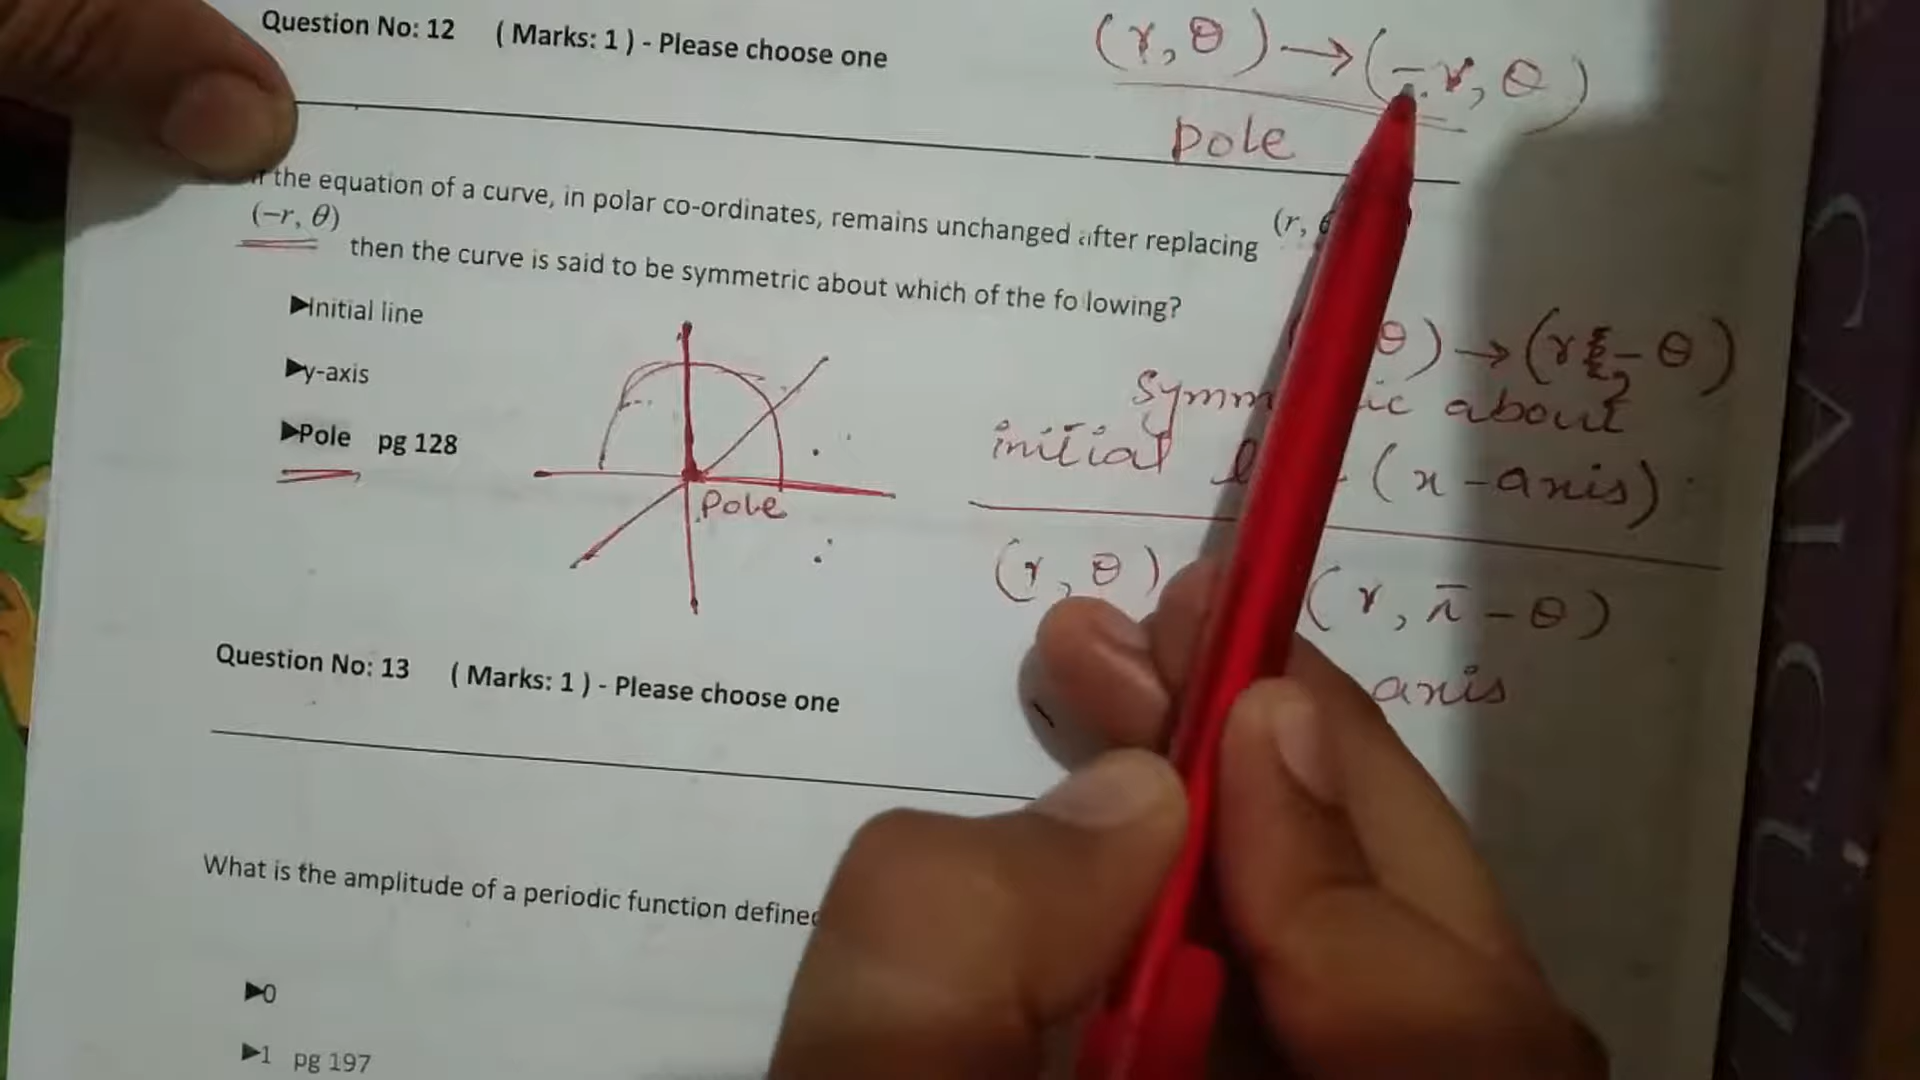 Question No: 12 ( Marks: 1 ) - Please choose one
(r, θ) → (-r, θ)
pole
the equation of a curve, in polar co-ordinates, remains unchanged after replacing (r,
(−r, θ)
then the curve is said to be symmetric about which of the fo lowing?
►Initial line
►y-axis
►Pole pg 128
Pole
θ) → (r, -θ)
about
initial (x-axis)
(r, θ) (r, π-θ)
axis
Question No: 13 ( Marks: 1 ) - Please choose one
What is the amplitude of a periodic function defined
►0
►1 pg 197